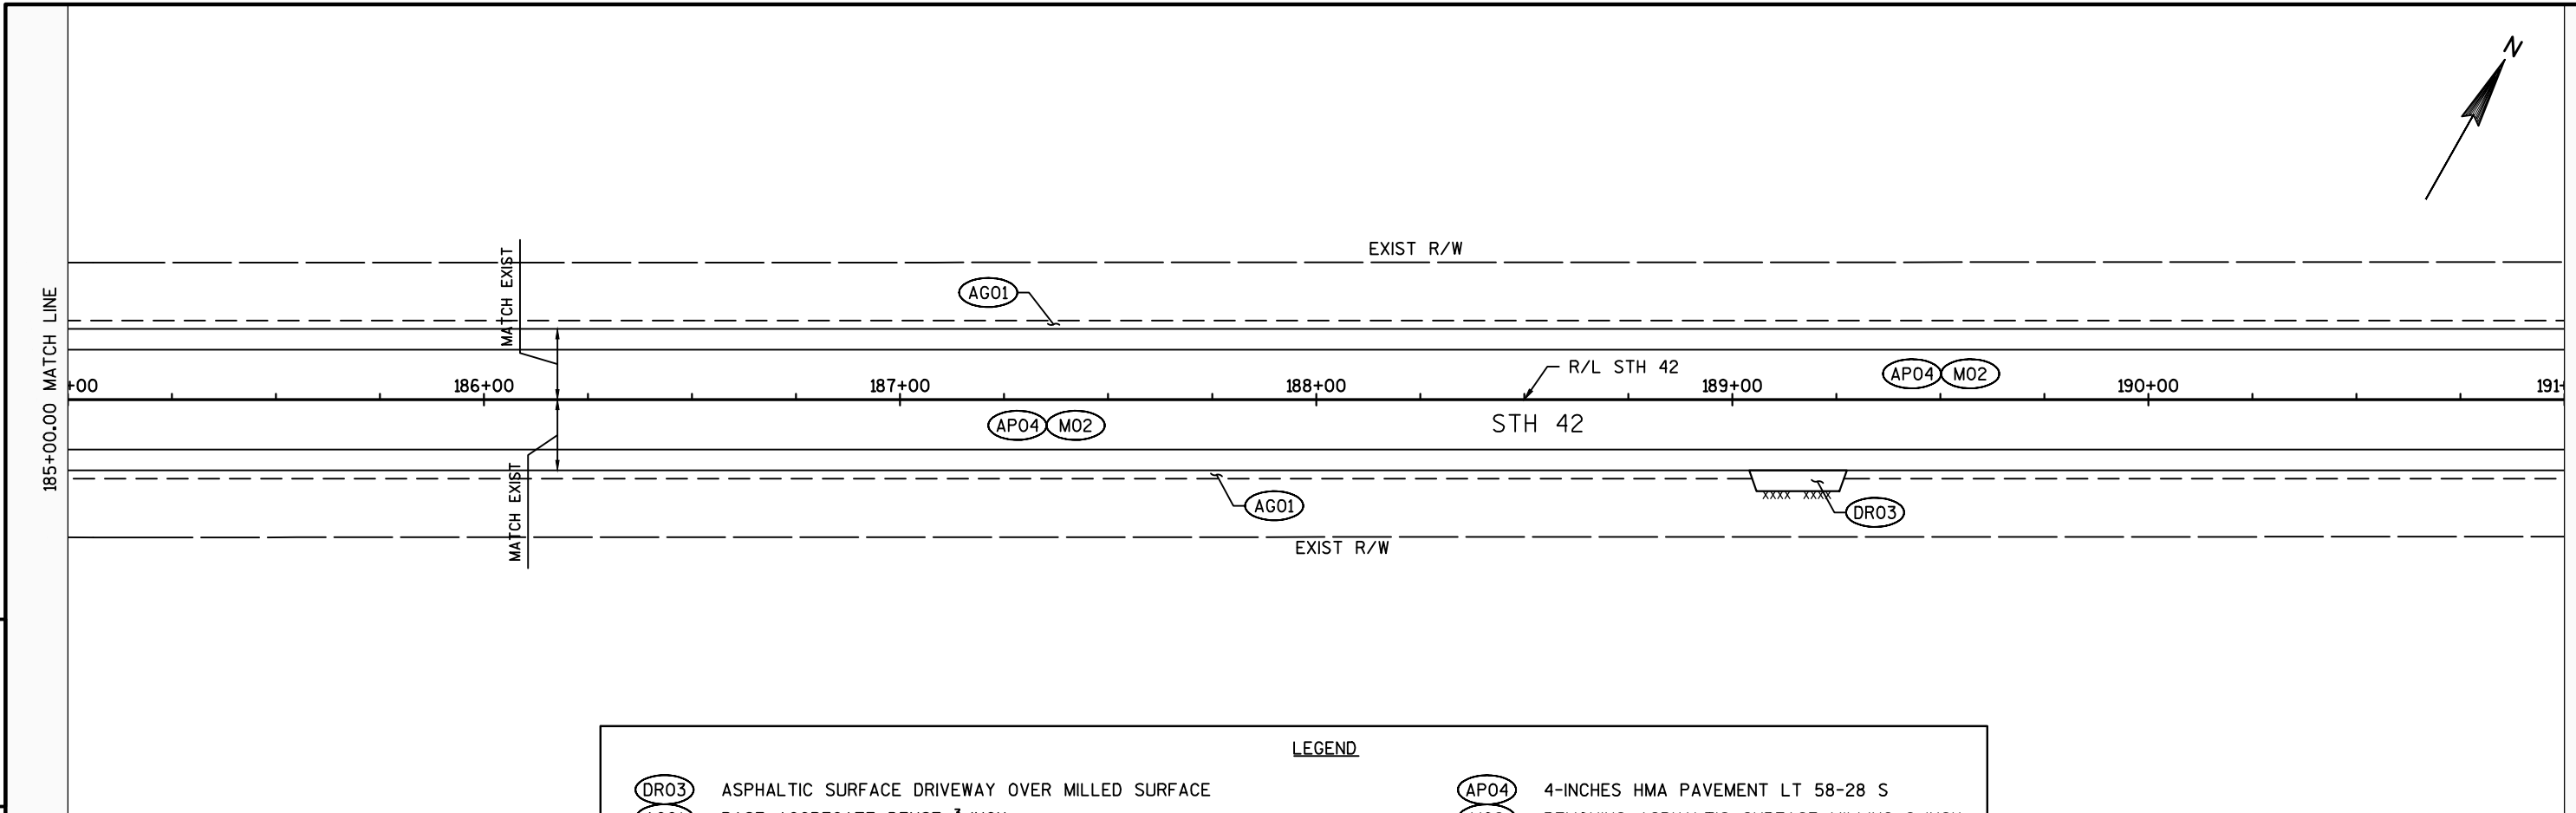 N
EXIST R/W
MATCH EXIST
AG01
185+00.00 MATCH LINE
R/L STH 42
AP04 M02
+00 186+00 187+00 188+00 189+00 190+00 191+
AP04 M02
STH 42
MATCH EXIST
AG01
XXXX XXXX
DR03
EXIST R/W
LEGEND
DR03 ASPHALTIC SURFACE DRIVEWAY OVER MILLED SURFACE
AP04 4-INCHES HMA PAVEMENT LT 58-28 S